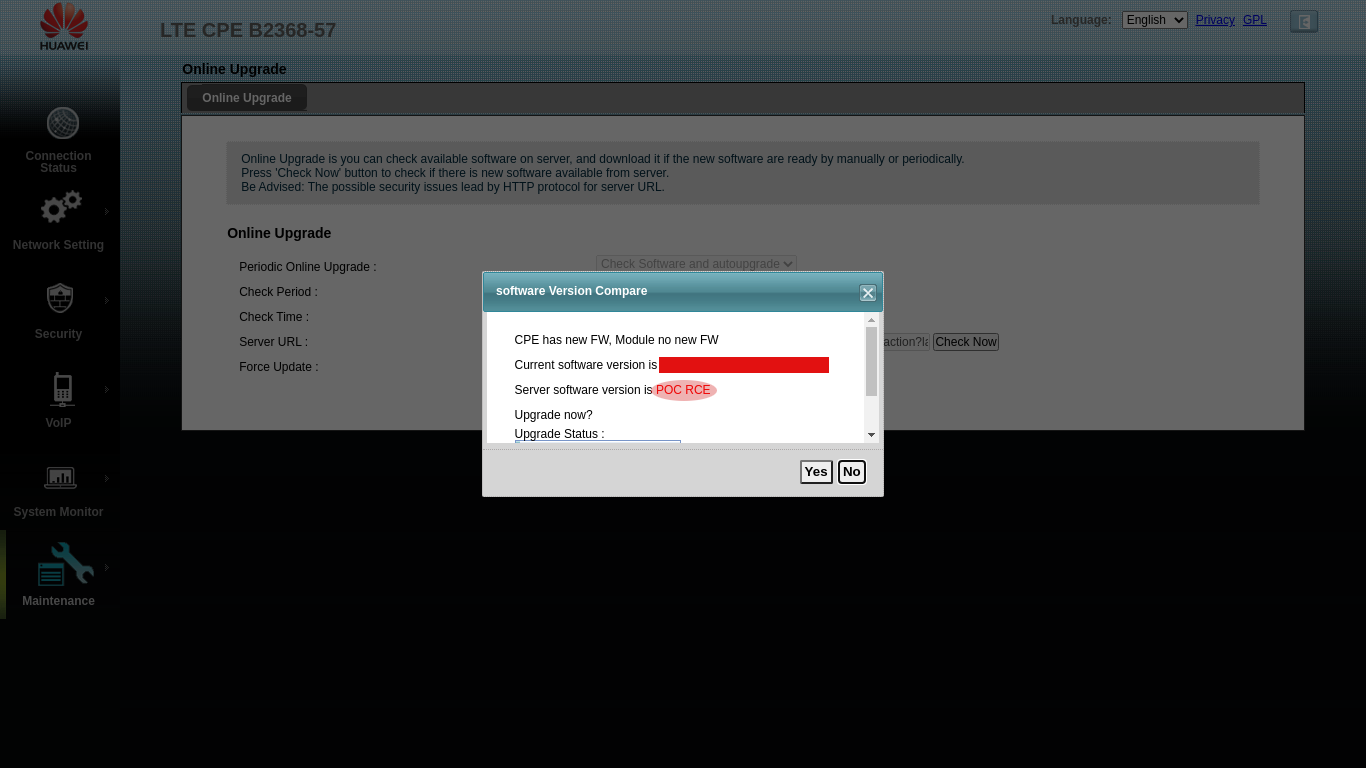 HUAWEI
LTE CPE B2368-57
Language: English Privacy GPL
Online Upgrade
Online Upgrade
Connection
Status
Network Setting
Security
VoIP
System Monitor
Maintenance
Online Upgrade is you can check available software on server, and download it if the new software are ready by manually or periodically.
Press 'Check Now' button to check if there is new software available from server.
Be Advised: The possible security issues lead by HTTP protocol for server URL.
Online Upgrade
Periodic Online Upgrade : Check Software and autoupgrade
Check Period :
Check Time :
Server URL : action?la Check Now
Force Update :
software Version Compare
CPE has new FW, Module no new FW
Current software version is
Server software version is POC RCE
Upgrade now?
Upgrade Status :
Yes No